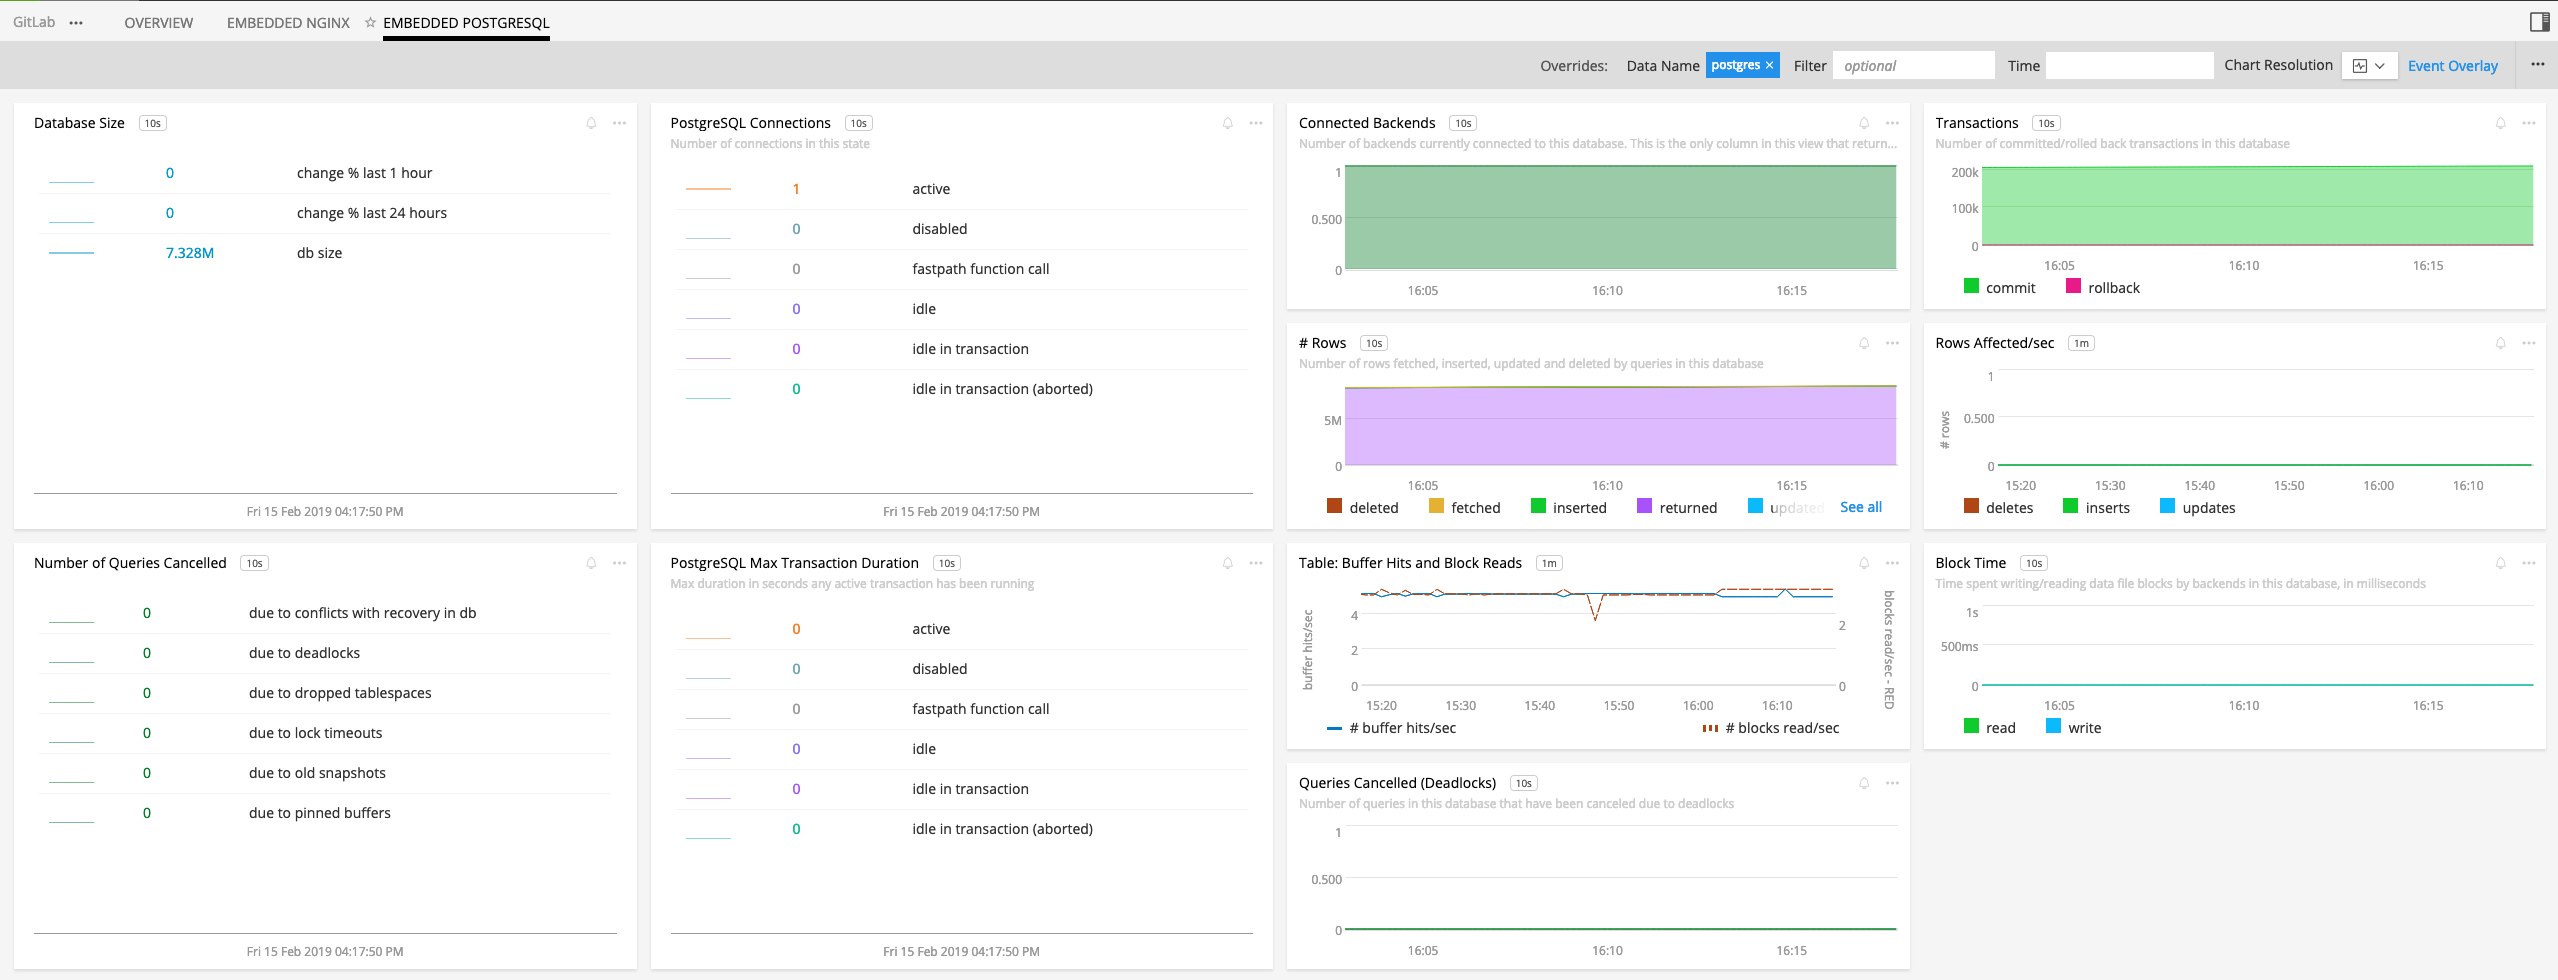 GitLab ••• OVERVIEW EMBEDDED NGINX ☆ EMBEDDED POSTGRESQL
Overrides: Data Name postgres × Filter optional Time Chart Resolution Event Overlay •••
Database Size 10s
0 change % last 1 hour
0 change % last 24 hours
7.328M db size
Fri 15 Feb 2019 04:17:50 PM
PostgreSQL Connections 10s
Number of connections in this state
1 active
0 disabled
0 fastpath function call
0 idle
0 idle in transaction
0 idle in transaction (aborted)
Fri 15 Feb 2019 04:17:50 PM
Connected Backends 10s
Number of backends currently connected to this database. This is the only column in this view that return...
1
0.500
0
16:05 16:10 16:15
Transactions 10s
Number of committed/rolled back transactions in this database
200k
100k
0
16:05 16:10 16:15
commit rollback
# Rows 10s
Number of rows fetched, inserted, updated and deleted by queries in this database
5M
0
16:05 16:10 16:15
deleted fetched inserted returned updated See all
Rows Affected/sec 1m
# rows
1
0.500
0
15:20 15:30 15:40 15:50 16:00 16:10
deletes inserts updates
Number of Queries Cancelled 10s
0 due to conflicts with recovery in db
0 due to deadlocks
0 due to dropped tablespaces
0 due to lock timeouts
0 due to old snapshots
0 due to pinned buffers
Fri 15 Feb 2019 04:17:50 PM
PostgreSQL Max Transaction Duration 10s
Max duration in seconds any active transaction has been running
0 active
0 disabled
0 fastpath function call
0 idle
0 idle in transaction
0 idle in transaction (aborted)
Fri 15 Feb 2019 04:17:50 PM
Table: Buffer Hits and Block Reads 1m
buffer hits/sec
4
2
0
2
0
blocks read/sec - RED
15:20 15:30 15:40 15:50 16:00 16:10
# buffer hits/sec # blocks read/sec
Block Time 10s
Time spent writing/reading data file blocks by backends in this database, in milliseconds
1s
500ms
0
16:05 16:10 16:15
read write
Queries Cancelled (Deadlocks) 10s
Number of queries in this database that have been canceled due to deadlocks
1
0.500
0
16:05 16:10 16:15